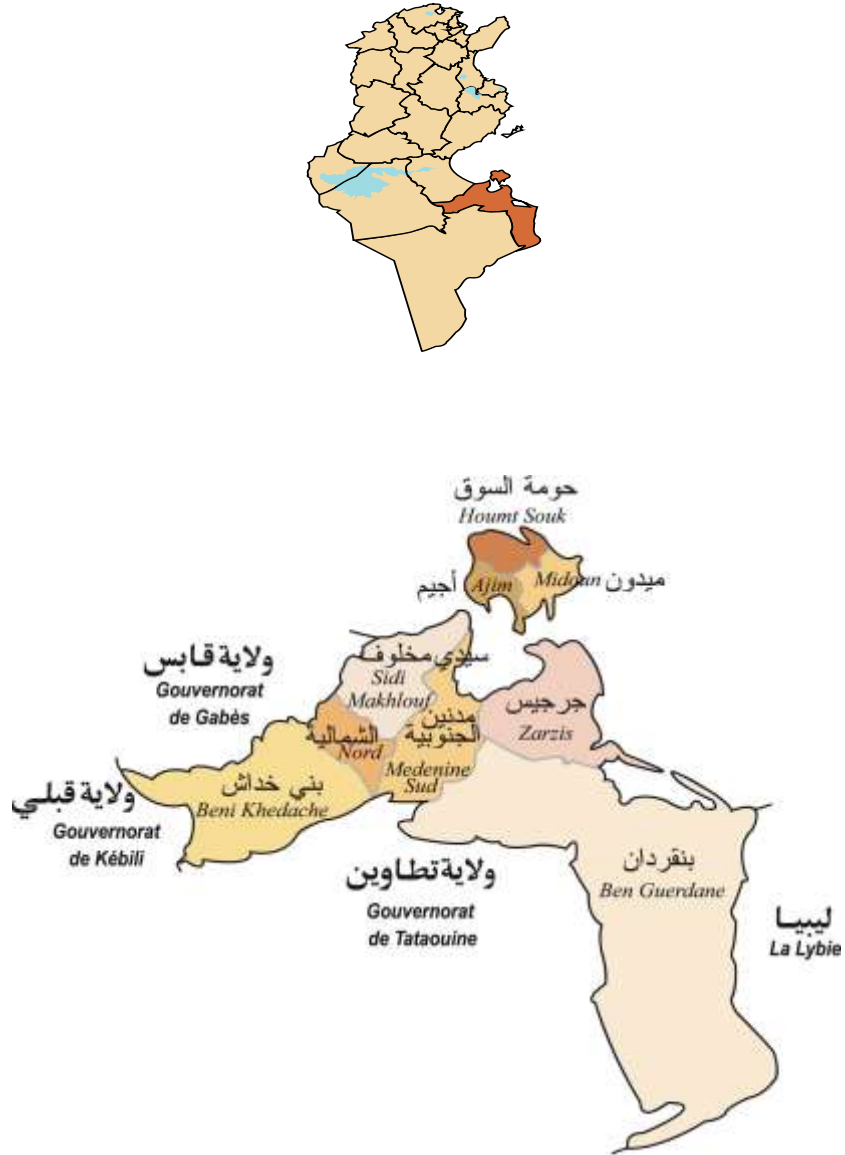 حومة السوق
Houmt Souk
أجيم
Ajim
Midoun
ميدون
ولاية قابس
Gouvernorat
de Gabès
سيدي مخلوف
Sidi
Makhlouf
جرجيس
Zarzis
مدنين
الجنوبية
Medenine
Sud
الشمالية
Nord
بني خداش
Beni Khedache
ولاية قبلي
Gouvernorat
de Kébili
ولاية تطاوين
Gouvernorat
de Tataouine
بنقردان
Ben Guerdane
ليبيا
La Lybie